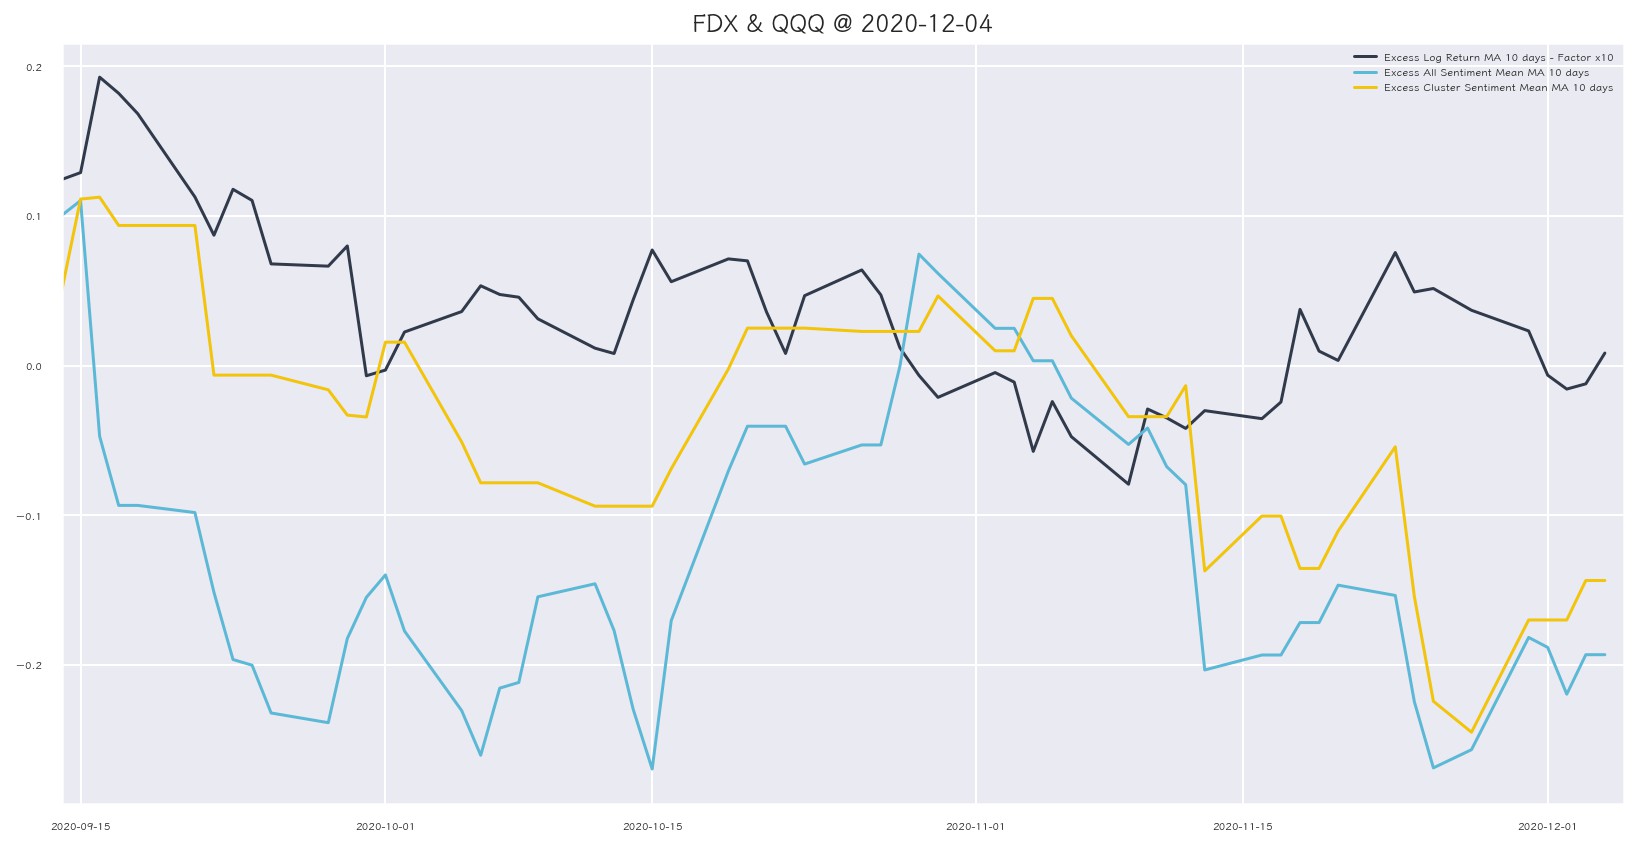 FDX & QQQ @ 2020-12-04
Excess Log Return MA 10 days - Factor x10
Excess All Sentiment Mean MA 10 days
Excess Cluster Sentiment Mean MA 10 days
0.2
0.1
0.0
−0.1
−0.2
2020-09-15 2020-10-01 2020-10-15 2020-11-01 2020-11-15 2020-12-01